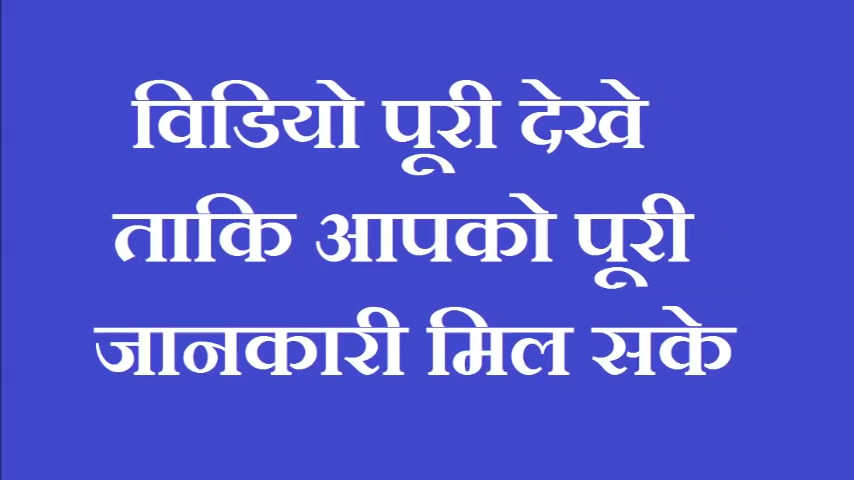 विडियो पूरी देखे
ताकि आपको पूरी
जानकारी मिल सके